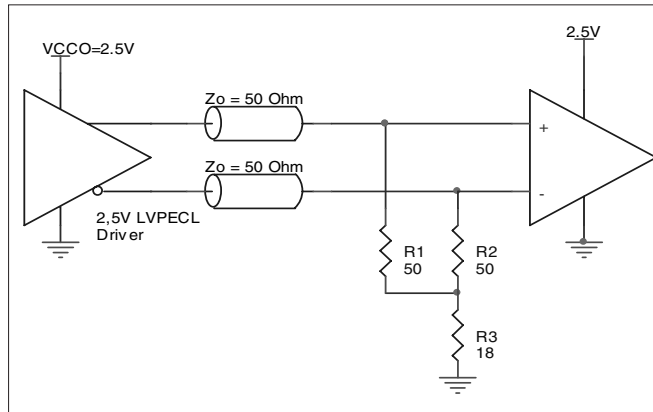 VCCO=2.5V
2.5V
Zo = 50 Ohm
+
Zo = 50 Ohm
-
2,5V LVPECL
Driver
R1
50
R2
50
R3
18